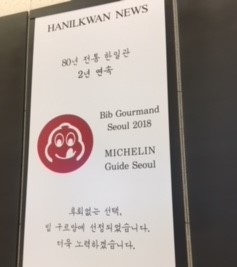 HANILKWAN NEWS
80년 전통 한일관
2년 연속
Bib Gourmand
Seoul 2018
MICHELIN
Guide Seoul
후회없는 선택,
빕 구르망에 선정되었습니다.
더욱 노력하겠습니다.